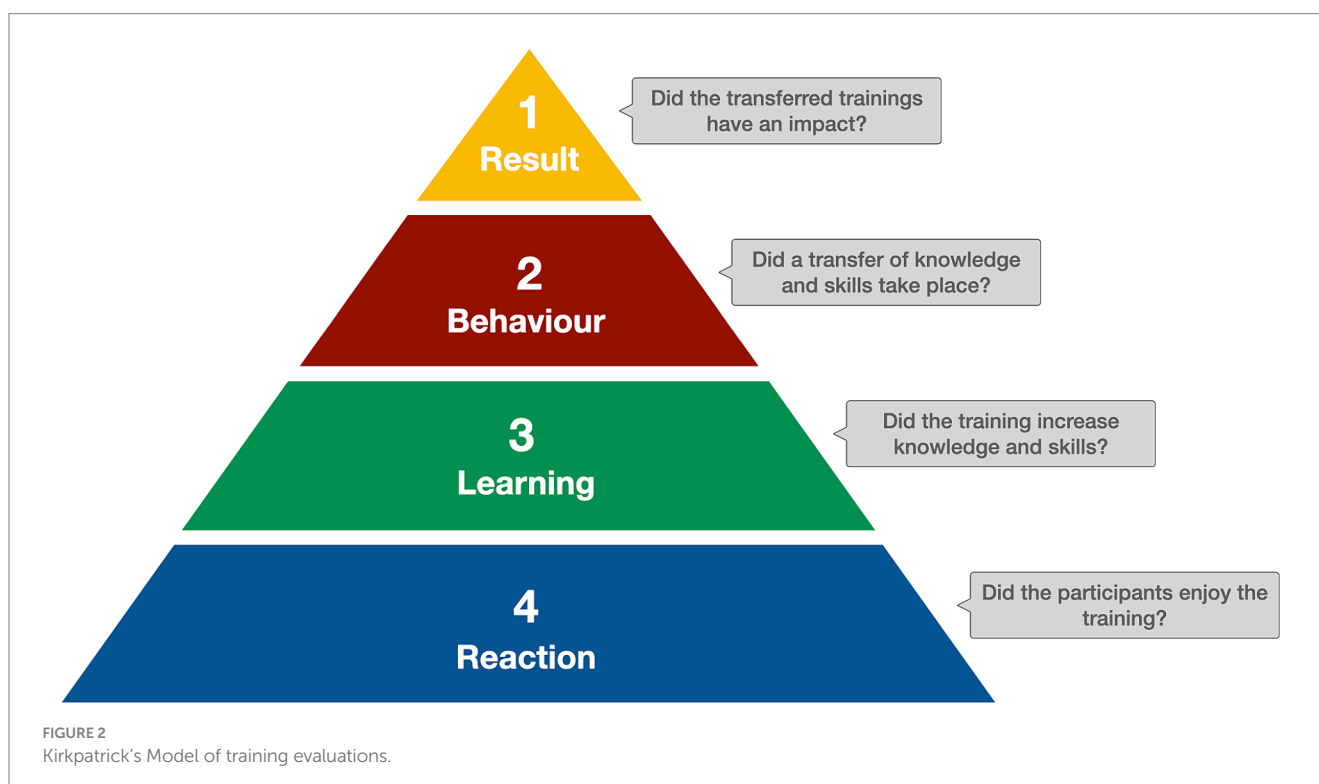 1
Result
Did the transferred trainings
have an impact?
2
Behaviour
Did a transfer of knowledge
and skills take place?
3
Learning
Did the training increase
knowledge and skills?
4
Reaction
Did the participants enjoy the
training?
FIGURE 2
Kirkpatrick’s Model of training evaluations.